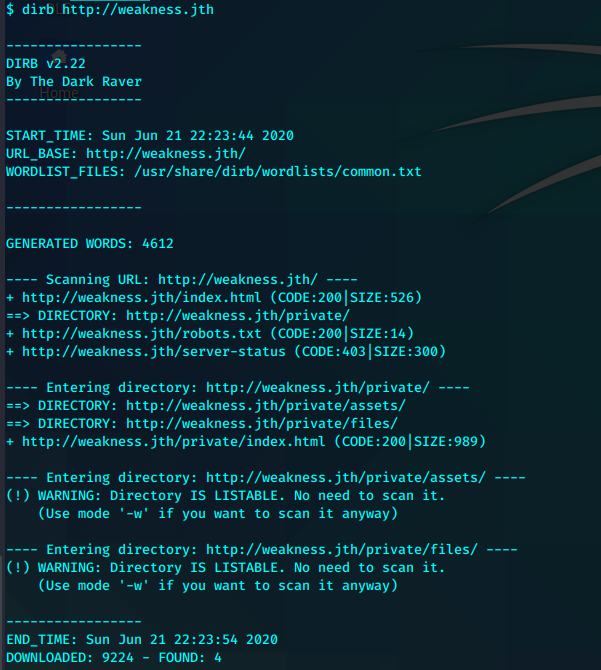 $ dirb http://weakness.jth
-----------------
DIRB v2.22
By The Dark Raver
-----------------
Home
START_TIME: Sun Jun 21 22:23:44 2020
URL_BASE: http://weakness.jth/
WORDLIST_FILES: /usr/share/dirb/wordlists/common.txt
-----------------
GENERATED WORDS: 4612
---- Scanning URL: http://weakness.jth/ ----
+ http://weakness.jth/index.html (CODE:200|SIZE:526)
==> DIRECTORY: http://weakness.jth/private/
+ http://weakness.jth/robots.txt (CODE:200|SIZE:14)
+ http://weakness.jth/server-status (CODE:403|SIZE:300)
---- Entering directory: http://weakness.jth/private/ ----
==> DIRECTORY: http://weakness.jth/private/assets/
==> DIRECTORY: http://weakness.jth/private/files/
+ http://weakness.jth/private/index.html (CODE:200|SIZE:989)
---- Entering directory: http://weakness.jth/private/assets/ ----
(!) WARNING: Directory IS LISTABLE. No need to scan it.
(Use mode '-w' if you want to scan it anyway)
---- Entering directory: http://weakness.jth/private/files/ ----
(!) WARNING: Directory IS LISTABLE. No need to scan it.
(Use mode '-w' if you want to scan it anyway)
-----------------
END_TIME: Sun Jun 21 22:23:54 2020
DOWNLOADED: 9224 - FOUND: 4